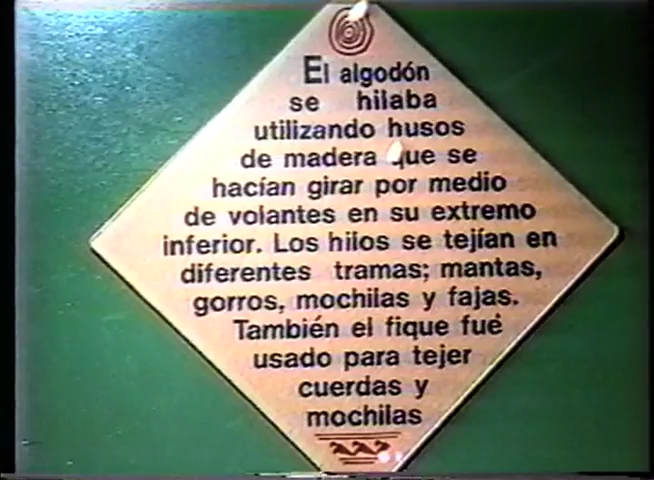 El algodón
se hilaba
utilizando husos
de madera que se
hacían girar por medio
de volantes en su extremo
inferior. Los hilos se tejían en
diferentes tramas; mantas,
gorros, mochilas y fajas.
También el fique fué
usado para tejer
cuerdas y
mochilas